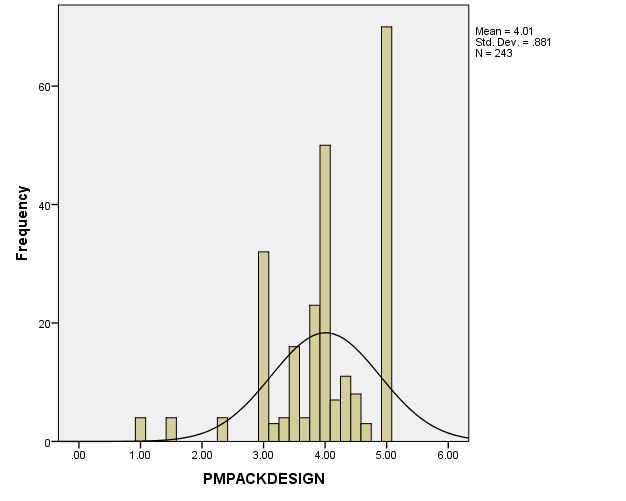 Mean = 4.01
Std. Dev. = .881
N = 243
Frequency
60
40
20
0
.00 1.00 2.00 3.00 4.00 5.00 6.00
PMPACKDESIGN